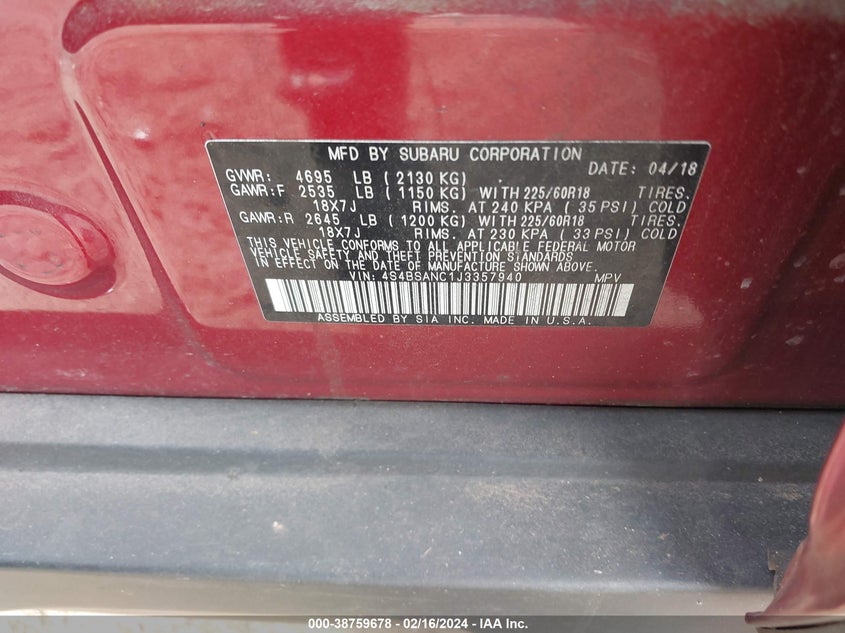 MFD BY SUBARU CORPORATION
DATE: 04/18
GVWR: 4695 LB ( 2130 KG)
GAWR:F 2535 LB ( 1150 KG) WITH 225/60R18 TIRES.
18X7J RIMS. AT 240 KPA ( 35 PSI) COLD
GAWR:R 2645 LB ( 1200 KG) WITH 225/60R18 TIRES.
18X7J RIMS. AT 230 KPA ( 33 PSI) COLD
THIS VEHICLE CONFORMS TO ALL APPLICABLE FEDERAL MOTOR
VEHICLE SAFETY AND THEFT PREVENTION STANDARDS
IN EFFECT ON THE DATE OF MANUFACTURE SHOWN ABOVE.
VIN: 4S4BSANC1J3357940 MPV
ASSEMBLED BY SIA INC. MADE IN U.S.A.
000-38759678 - 02/16/2024 - IAA Inc.